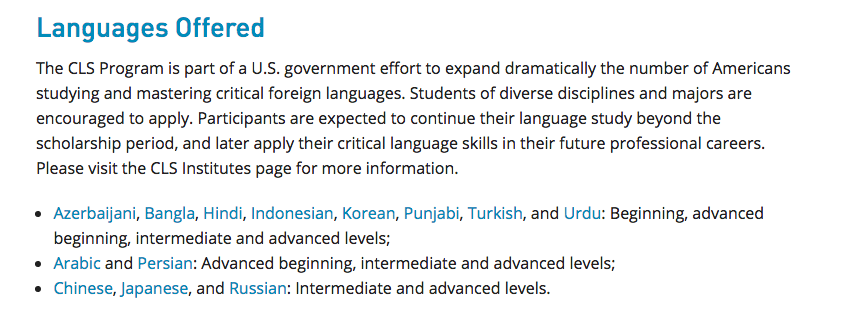 Languages Offered
The CLS Program is part of a U.S. government effort to expand dramatically the number of Americans
studying and mastering critical foreign languages. Students of diverse disciplines and majors are
encouraged to apply. Participants are expected to continue their language study beyond the
scholarship period, and later apply their critical language skills in their future professional careers.
Please visit the CLS Institutes page for more information.
• Azerbaijani, Bangla, Hindi, Indonesian, Korean, Punjabi, Turkish, and Urdu: Beginning, advanced
beginning, intermediate and advanced levels;
• Arabic and Persian: Advanced beginning, intermediate and advanced levels;
• Chinese, Japanese, and Russian: Intermediate and advanced levels.